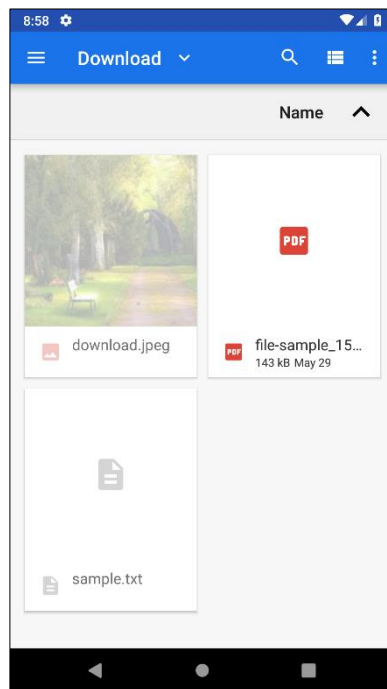 8:58
Download
Name
download.jpeg
PDF
PDF
file-sample_15...
143 kB May 29
sample.txt